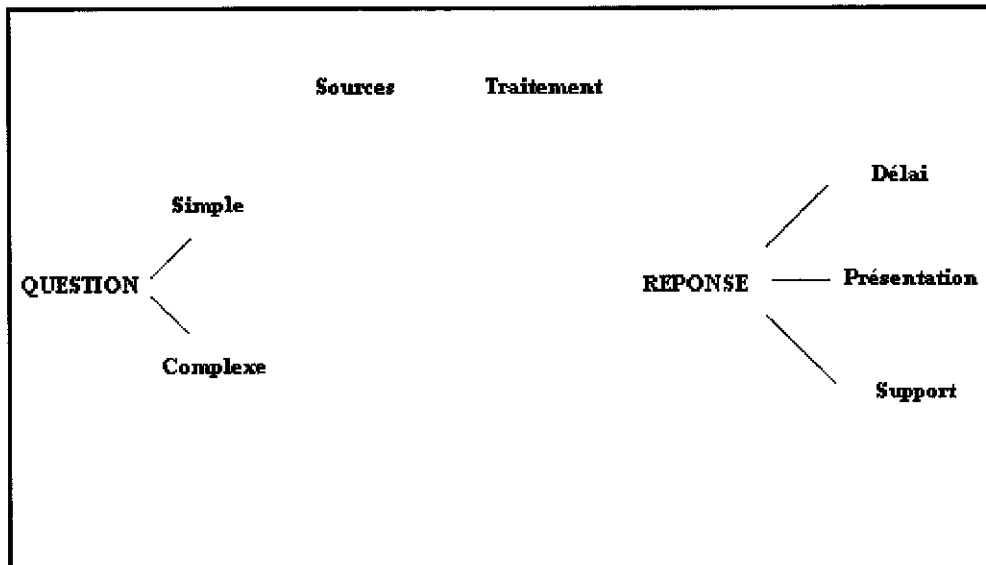 Sources Traitement
Délai
Simple
QUESTION
REPONSE
Présentation
Complexe
Support